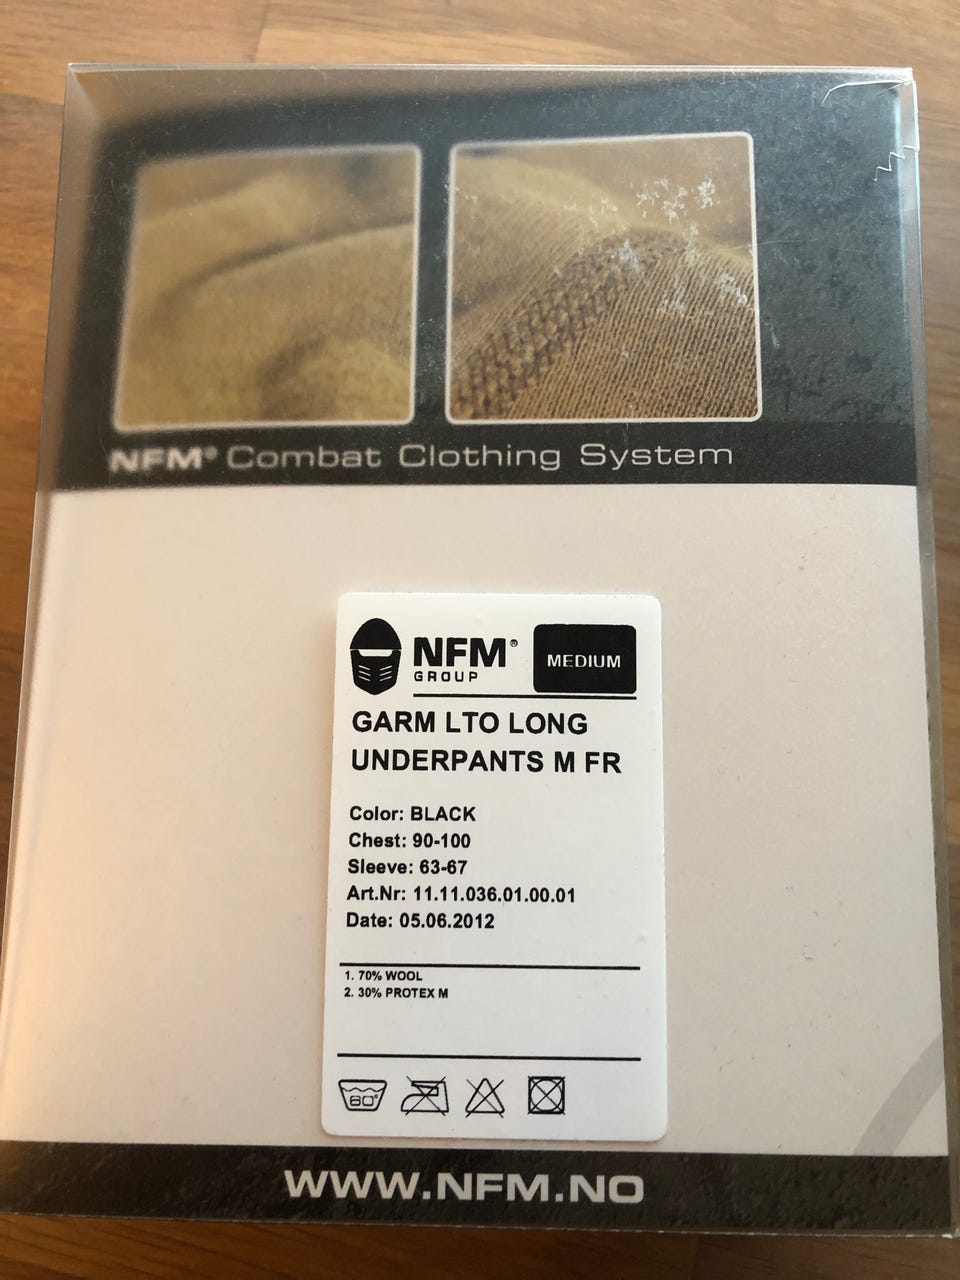 NFM® Combat Clothing System
NFM®
GROUP
MEDIUM
GARM LTO LONG
UNDERPANTS M FR
Color: BLACK
Chest: 90-100
Sleeve: 63-67
Art.Nr: 11.11.036.01.00.01
Date: 05.06.2012
1. 70% WOOL
2. 30% PROTEX M
60°
WWW.NFM.NO